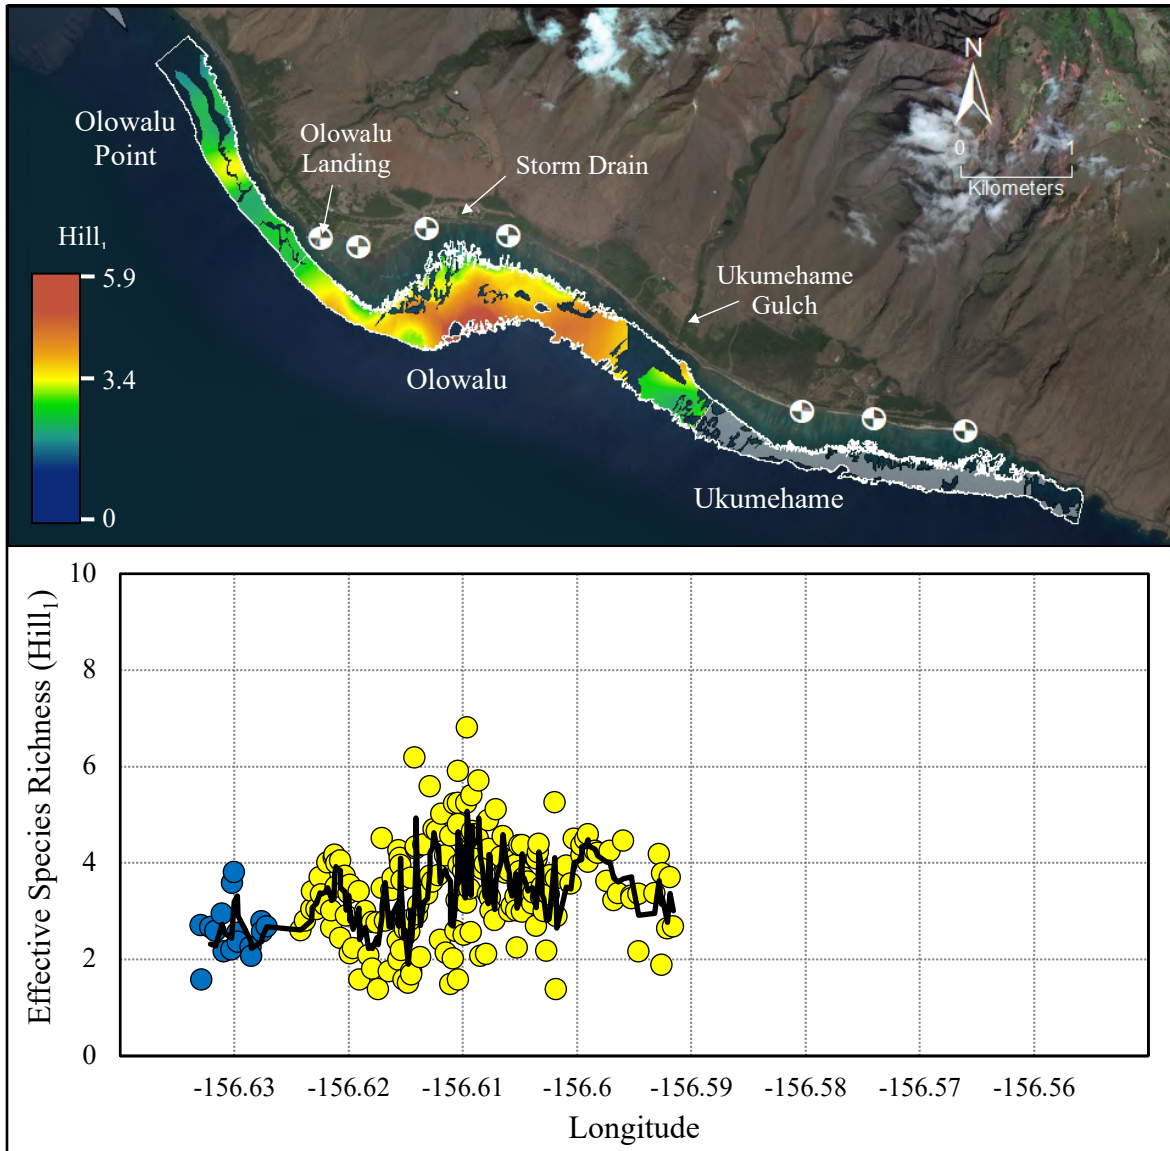 N
0 1
Kilometers
Olowalu
Point
Olowalu
Landing
Storm Drain
Ukumehame
Gulch
Olowalu
Ukumehame
Hill₁
5.9
3.4
0
Effective Species Richness (Hill₁)
10
8
6
4
2
0
-156.63 -156.62 -156.61 -156.6 -156.59 -156.58 -156.57 -156.56
Longitude